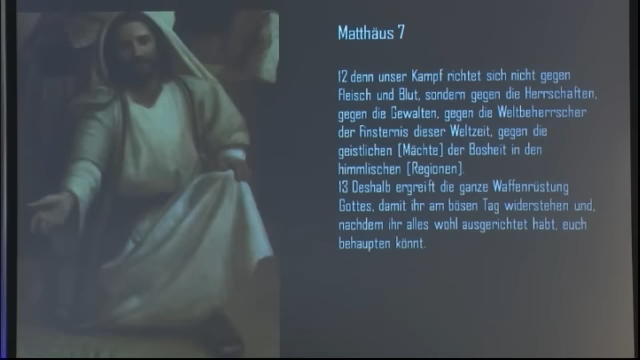 Matthäus 7
12 denn unser Kampf richtet sich nicht gegen
Fleisch und Blut, sondern gegen die Herrschaften,
gegen die Gewalten, gegen die Weltbeherrscher
der Finsternis dieser Weltzeit, gegen die
geistlichen [Mächte] der Bosheit in den
himmlischen [Regionen].
13 Deshalb ergreift die ganze Waffenrüstung
Gottes, damit ihr am bösen Tag widerstehen und,
nachdem ihr alles wohl ausgerichtet habt, euch
behaupten könnt.